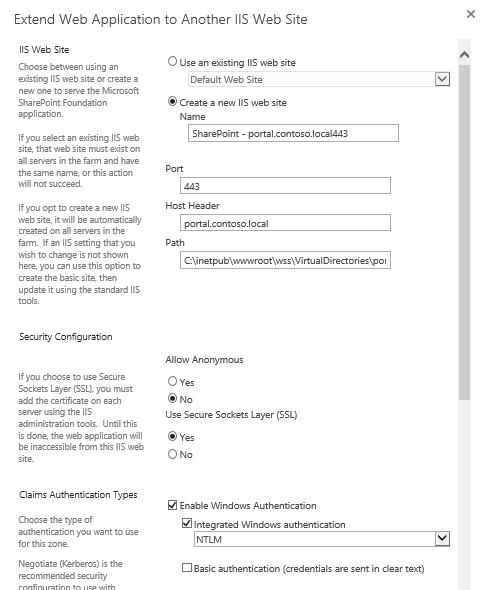 Extend Web Application to Another IIS Web Site
IIS Web Site
Choose between using an
existing IIS web site or create a
new one to serve the Microsoft
SharePoint Foundation
application.
If you select an existing IIS web
site, that web site must exist on
all servers in the farm and have
the same name, or this action
will not succeed.
If you opt to create a new IIS
web site, it will be automatically
created on all servers in the
farm. If an IIS setting that you
wish to change is not shown
here, you can use this option to
create the basic site, then
update it using the standard IIS
tools.
Use an existing IIS web site
Default Web Site
Create a new IIS web site
Name
SharePoint - portal.contoso.local443
Port
443
Host Header
portal.contoso.local
Path
C:\inetpub\wwwroot\wss\VirtualDirectories\por
Security Configuration
If you choose to use Secure
Sockets Layer (SSL), you must
add the certificate on each
server using the IIS
administration tools. Until this
is done, the web application will
be inaccessible from this IIS web
site.
Allow Anonymous
Yes
No
Use Secure Sockets Layer (SSL)
Yes
No
Claims Authentication Types
Choose the type of
authentication you want to use
for this zone.
Negotiate (Kerberos) is the
recommended security
configuration to use with
Enable Windows Authentication
Integrated Windows authentication
NTLM
Basic authentication (credentials are sent in clear text)